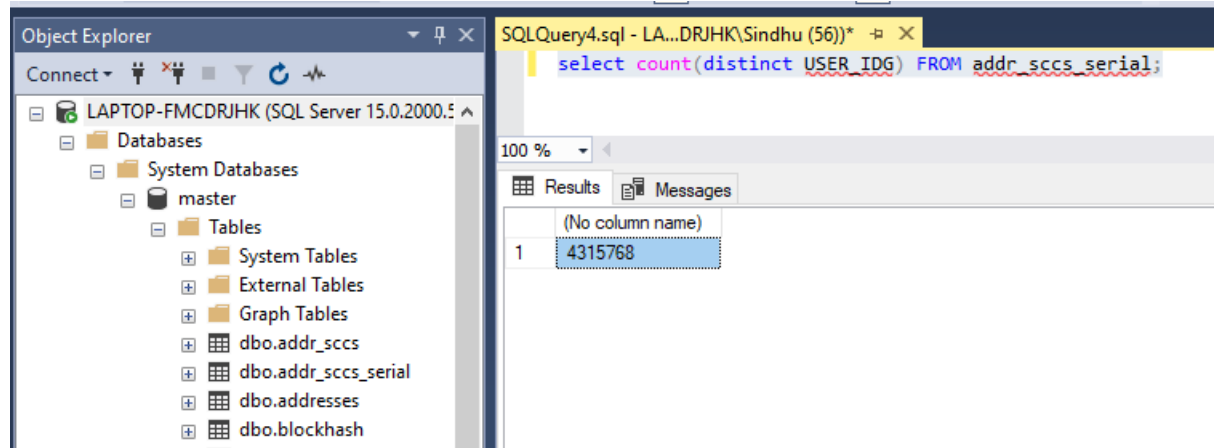 Object Explorer
Connect
LAPTOP-FMCDRJHK (SQL Server 15.0.2000.5
Databases
System Databases
master
Tables
System Tables
External Tables
Graph Tables
dbo.addr_sccs
dbo.addr_sccs_serial
dbo.addresses
dbo.blockhash
SQLQuery4.sql - LA...DRJHK\Sindhu (56))*
select count(distinct USER_IDG) FROM addr_sccs_serial;
100 %
Results Messages
(No column name)
1 4315768